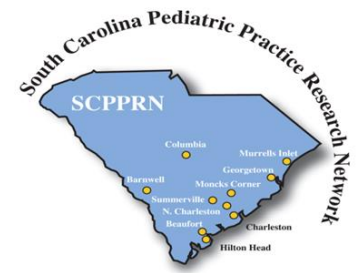 South Carolina Pediatric Practice Research Network
SCPPRN
Columbia
Murrells Inlet
Georgetown
Barnwell
Moncks Corner
Summerville
N. Charleston
Beaufort
Charleston
Hilton Head